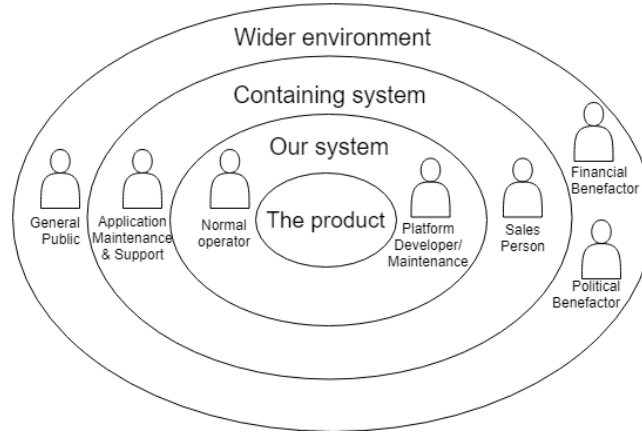 Wider environment
Containing system
Our system
The product
General
Public
Application
Maintenance
& Support
Normal
operator
Platform
Developer/
Maintenance
Sales
Person
Financial
Benefactor
Political
Benefactor